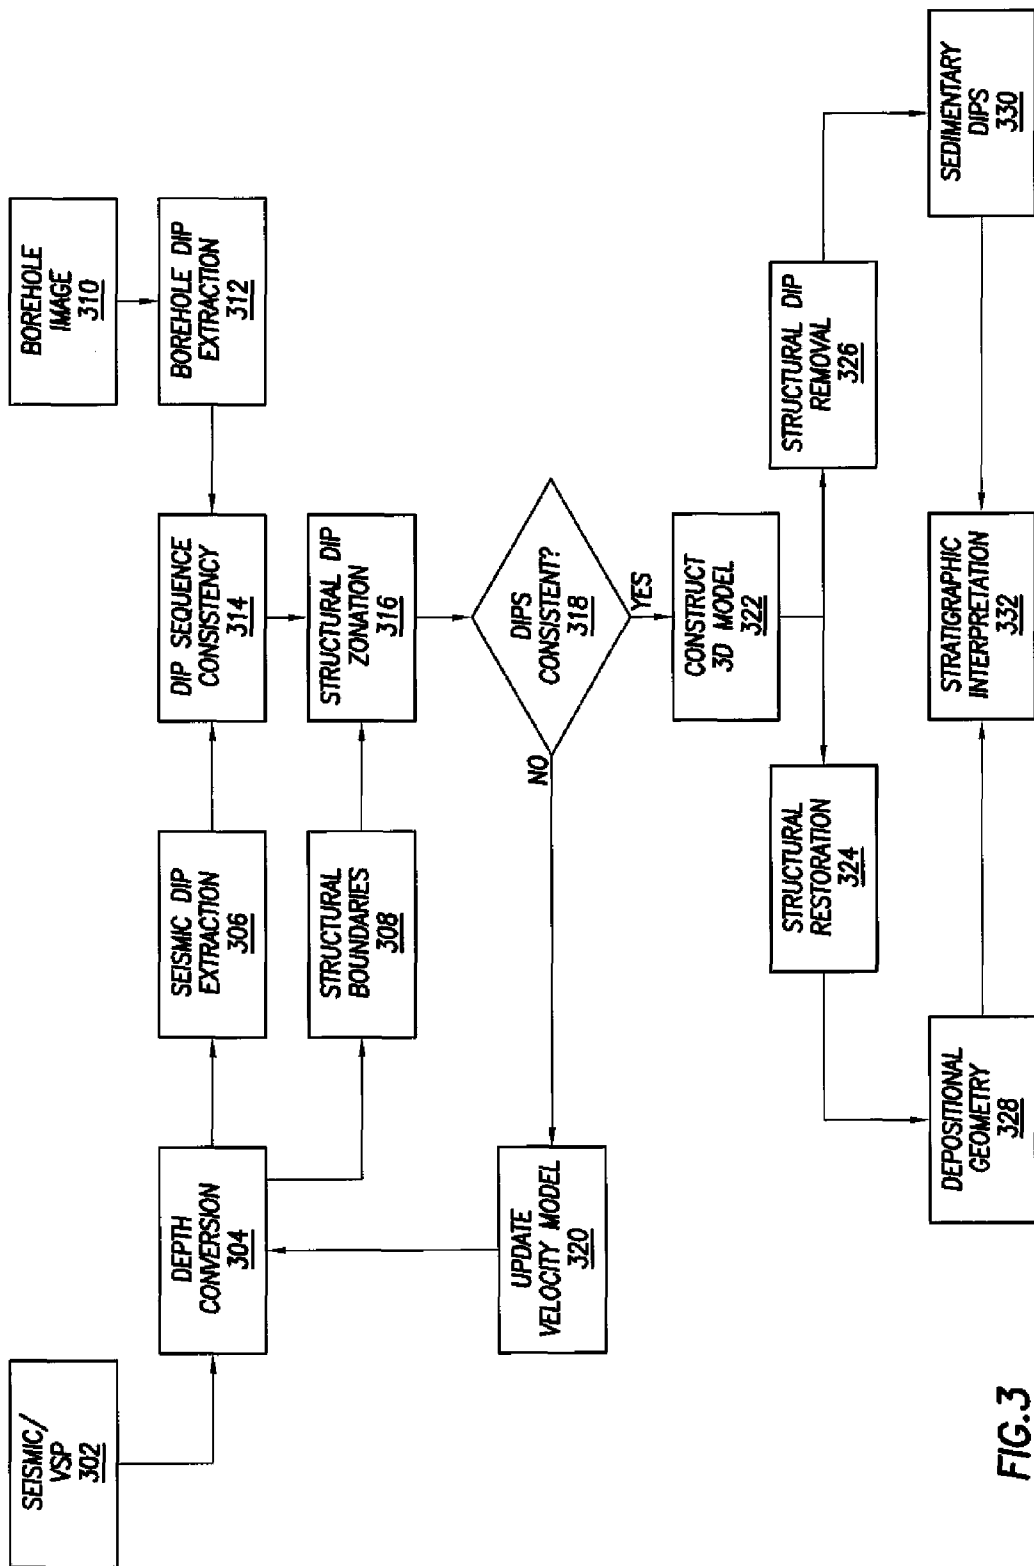 SEISMIC/
VSP
302
BOREHOLE
IMAGE
310
DEPTH
CONVERSION
304
SEISMIC DIP
EXTRACTION
306
DIP SEQUENCE
CONSISTENCY
314
BOREHOLE DIP
EXTRACTION
312
STRUCTURAL
BOUNDARIES
308
STRUCTURAL DIP
ZONATION
316
UPDATE
VELOCITY MODEL
320
NO
DIPS
CONSISTENT?
318
YES
CONSTRUCT
3D MODEL
322
STRUCTURAL
RESTORATION
324
STRUCTURAL DIP
REMOVAL
326
DEPOSITIONAL
GEOMETRY
328
STRATIGRAPHIC
INTERPRETATION
332
SEDIMENTARY
DIPS
330
FIG.3